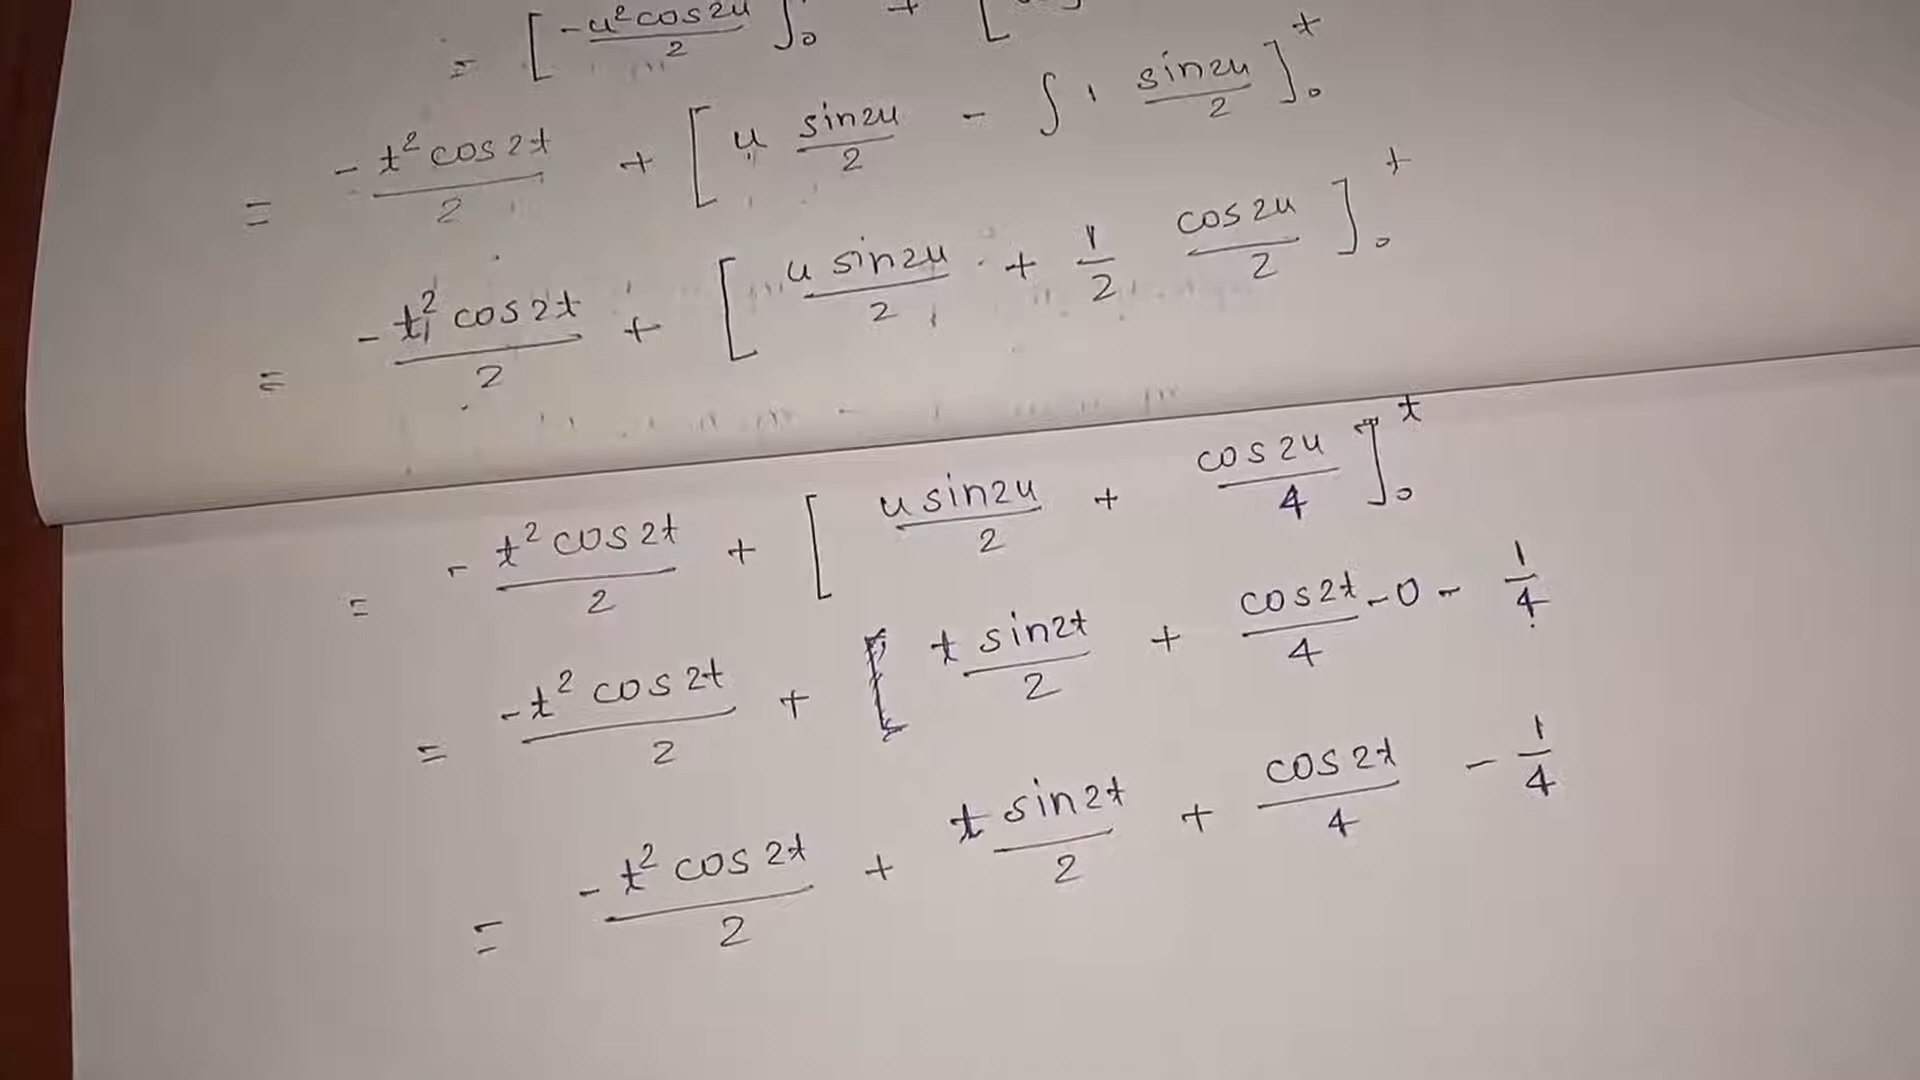 = [-u²cos2u/2]₀ + [
= -t²cos2t/2 + [u sin2u/2 - ∫ 1 sin2u/2]₀ᵗ
= -t²cos2t/2 + [u sin2u/2 + 1/2 cos2u/2]₀ᵗ
= -t²cos2t/2 + [u sin2u/2 + cos2u/4]₀ᵗ
= -t²cos2t/2 + [t sin2t/2 + cos2t/4 - 0 - 1/4
= -t²cos2t/2 + t sin2t/2 + cos2t/4 - 1/4